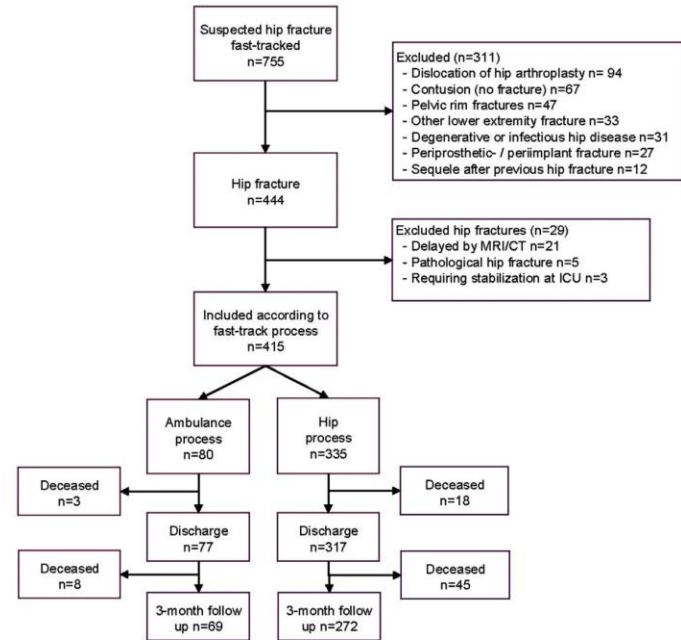 Suspected hip fracture
fast-tracked
n=755
Excluded (n=311)
- Dislocation of hip arthroplasty n= 94
- Contusion (no fracture) n=67
- Pelvic rim fractures n=47
- Other lower extremity fracture n=33
- Degenerative or infectious hip disease n=31
- Periprosthetic- / periimplant fracture n=27
- Sequele after previous hip fracture n=12
Hip fracture
n=444
Excluded hip fractures (n=29)
- Delayed by MRI/CT n=21
- Pathological hip fracture n=5
- Requiring stabilization at ICU n=3
Included according to
fast-track process
n=415
Ambulance
process
n=80
Hip
process
n=335
Deceased
n=3
Deceased
n=18
Discharge
n=77
Discharge
n=317
Deceased
n=8
Deceased
n=45
3-month follow
up n=69
3-month follow
up n=272